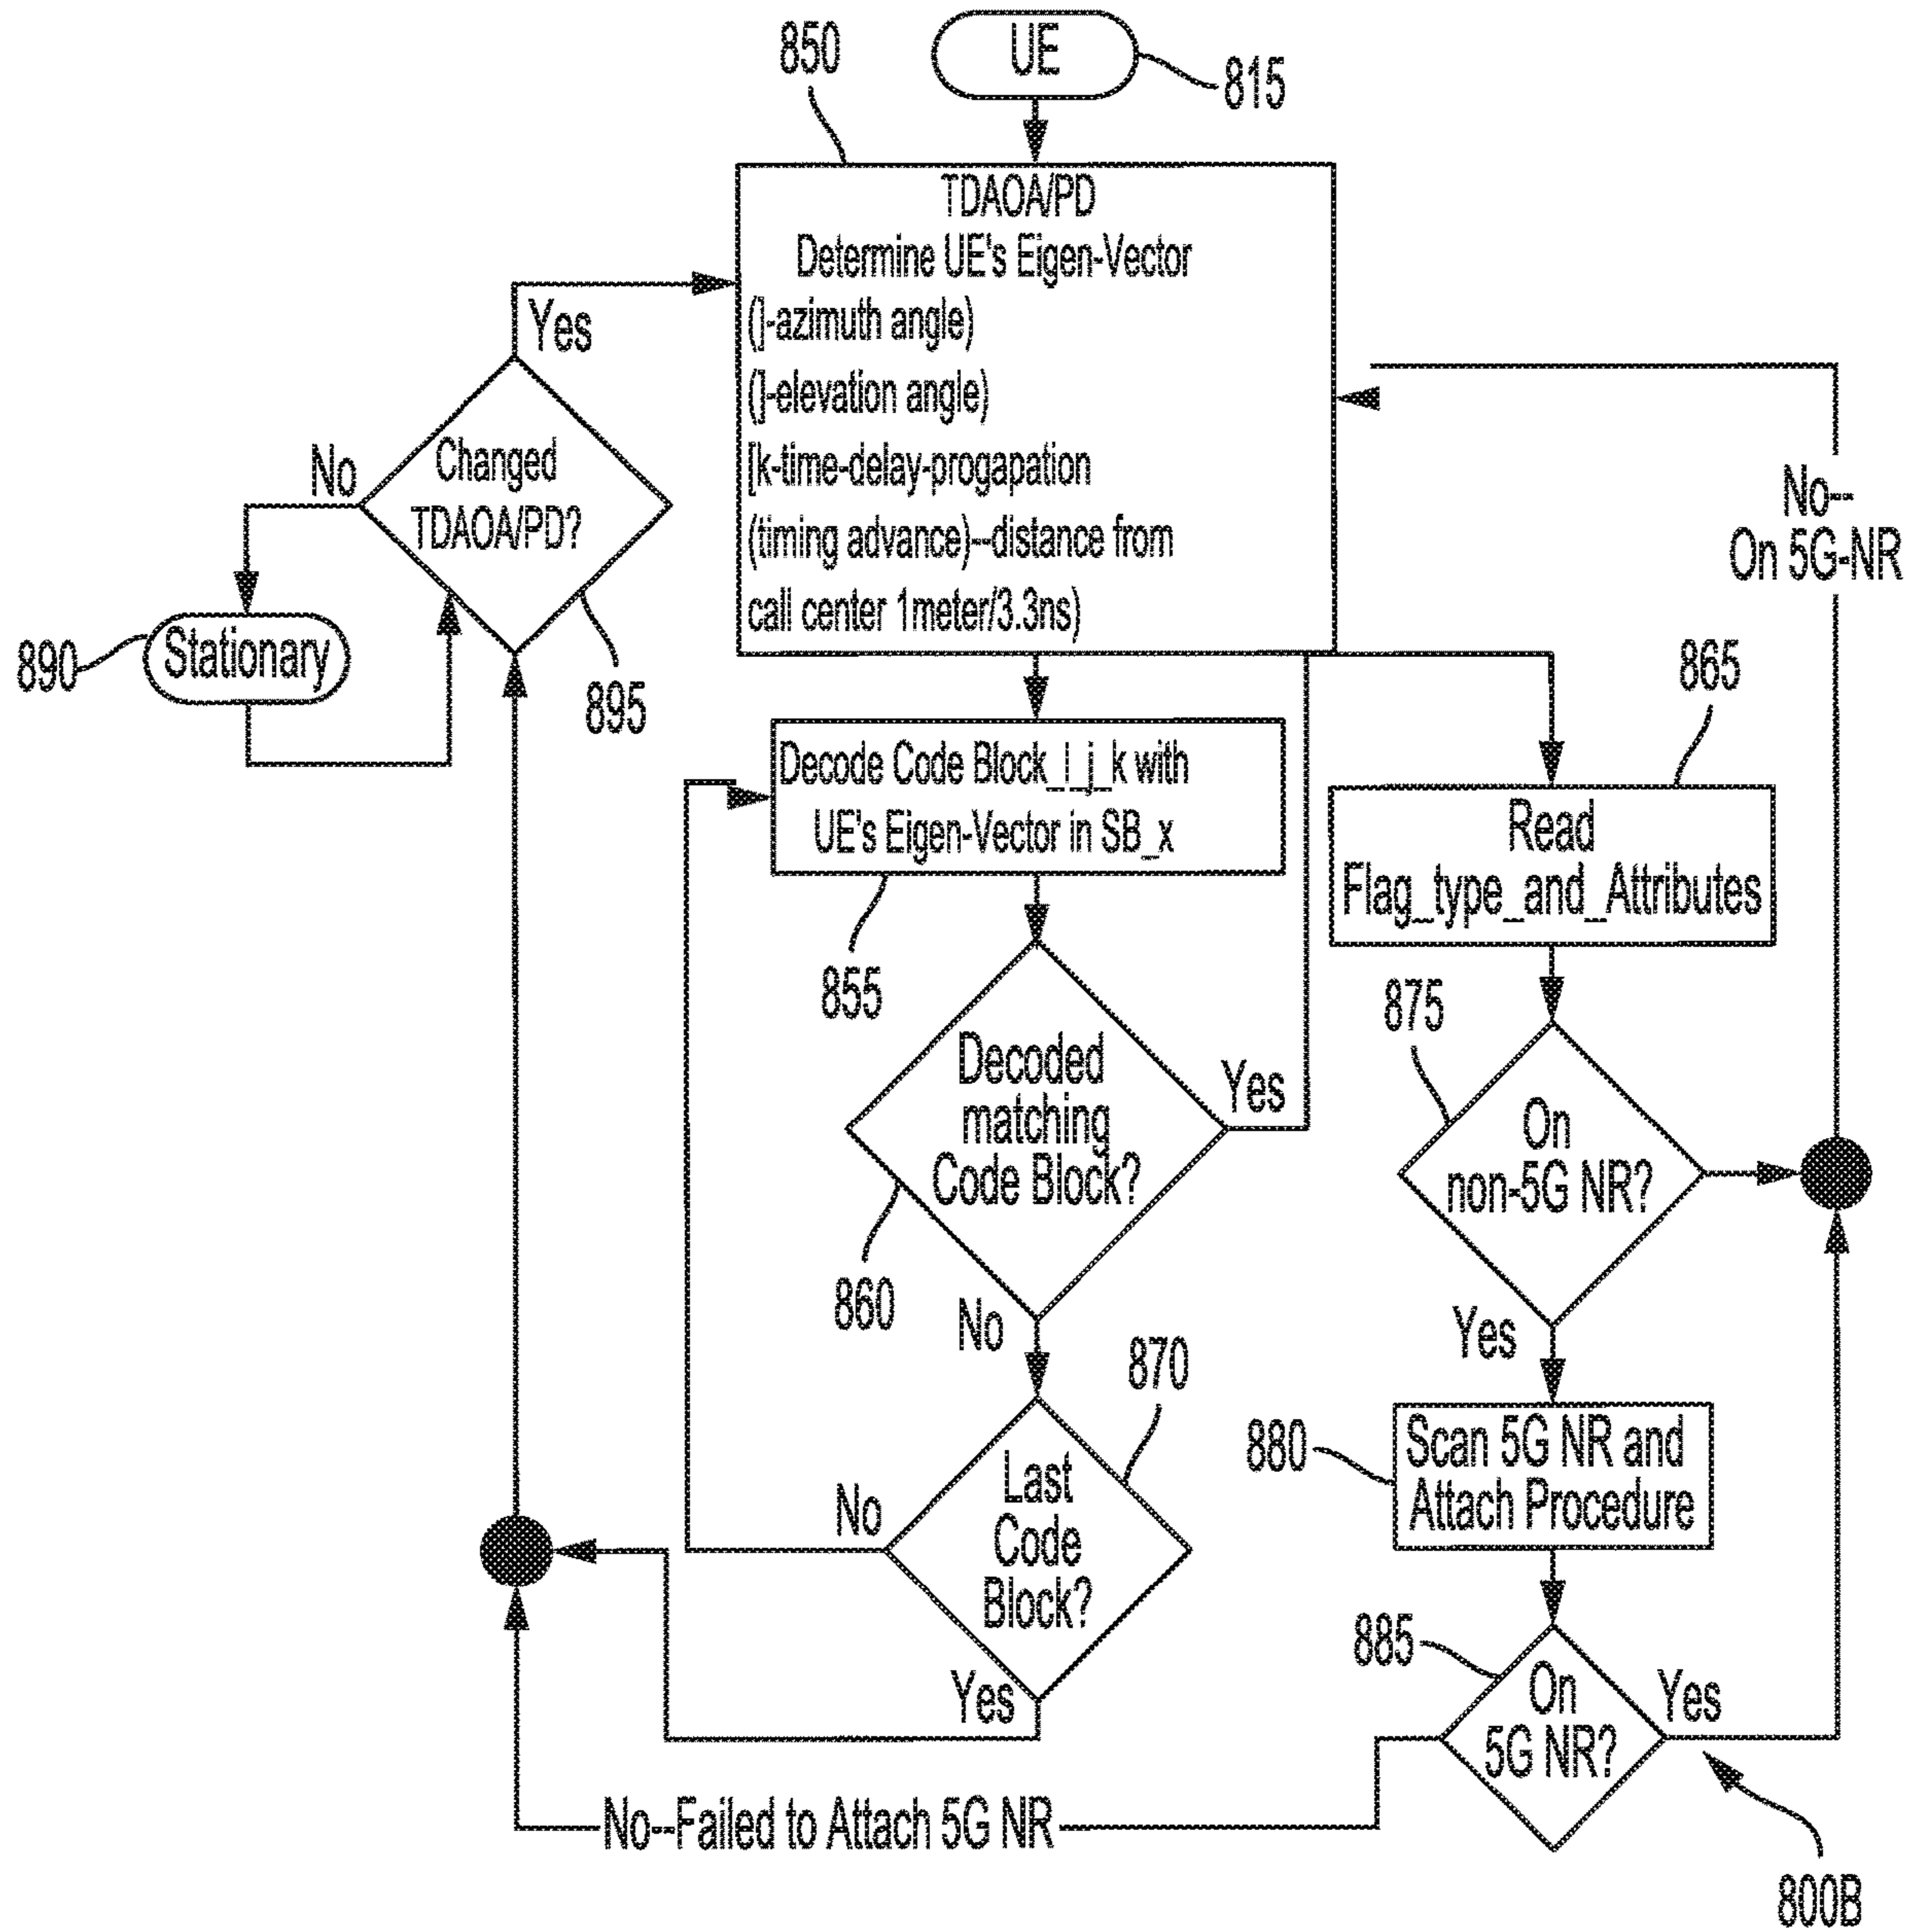 UE
815
850
TDAOA/PD
Determine UE's Eigen-Vector
(]-azimuth angle)
(]-elevation angle)
[k-time-delay-progapation
(timing advance)--distance from
call center 1meter/3.3ns)
Yes
No
Changed
TDAOA/PD?
890
Stationary
895
No--
On 5G-NR
865
Decode Code Block_I_j_k with
UE's Eigen-Vector in SB_x
855
Read
Flag_type_and_Attributes
Decoded
matching
Code Block?
Yes
860
No
875
On
non-5G NR?
Yes
870
Last
Code
Block?
No
Yes
880
Scan 5G NR and
Attach Procedure
885
On
5G NR?
Yes
No--Failed to Attach 5G NR
800B